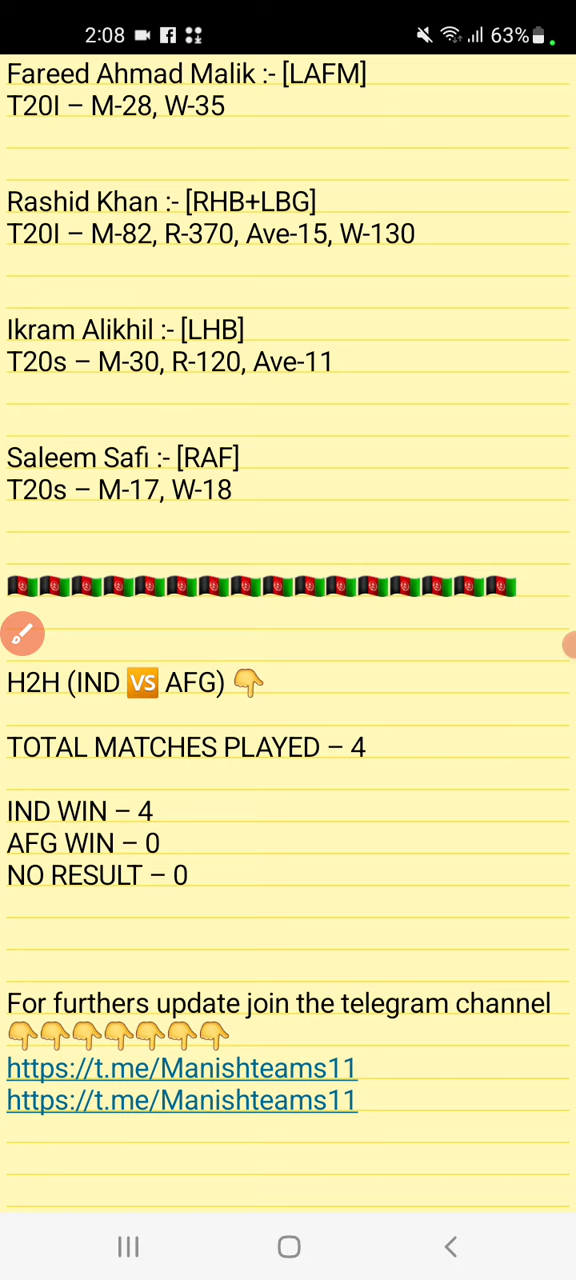 2:08 63%
Fareed Ahmad Malik :- [LAFM]
T20I – M-28, W-35
Rashid Khan :- [RHB+LBG]
T20I – M-82, R-370, Ave-15, W-130
Ikram Alikhil :- [LHB]
T20s – M-30, R-120, Ave-11
Saleem Safi :- [RAF]
T20s – M-17, W-18
🇦🇫🇦🇫🇦🇫🇦🇫🇦🇫🇦🇫🇦🇫🇦🇫🇦🇫🇦🇫🇦🇫🇦🇫🇦🇫🇦🇫🇦🇫🇦🇫
H2H (IND 🆚 AFG) 👇
TOTAL MATCHES PLAYED – 4
IND WIN – 4
AFG WIN – 0
NO RESULT – 0
For furthers update join the telegram channel
👇👇👇👇👇👇👇
https://t.me/Manishteams11
https://t.me/Manishteams11